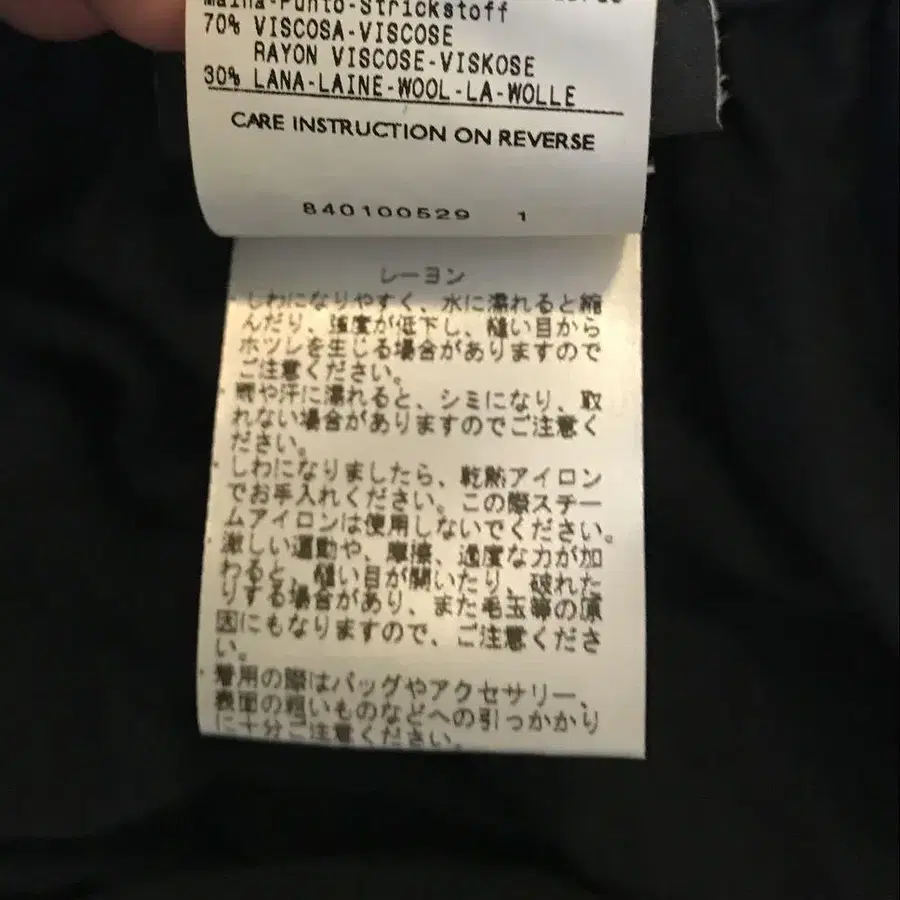 Maglia-Punto-Strickstoff
70% VISCOSA-VISCOSE
RAYON VISCOSE-VISKOSE
30% LANA-LAINE-WOOL-LA-WOLLE
CARE INSTRUCTION ON REVERSE
840100529 1
レーヨン
・しわになりやすく、水に濡れると縮
んだり、強度が低下し、縫い目から
ホツレを生じる場合がありますので
ご注意ください。
・雨や汗に濡れると、シミになり、取
れない場合がありますのでご注意く
ださい。
・しわになりましたら、乾熱アイロン
でお手入れください。この際スチー
ムアイロンは使用しないでください。
・激しい運動や、摩擦、過度な力が加
わると、縫い目が開いたり、破れた
りする場合があり、また毛玉等の原
因にもなりますので、ご注意くださ
い。
・着用の際はバッグやアクセサリー、
表面の粗いものなどへの引っかかり
に十分ご注意ください。